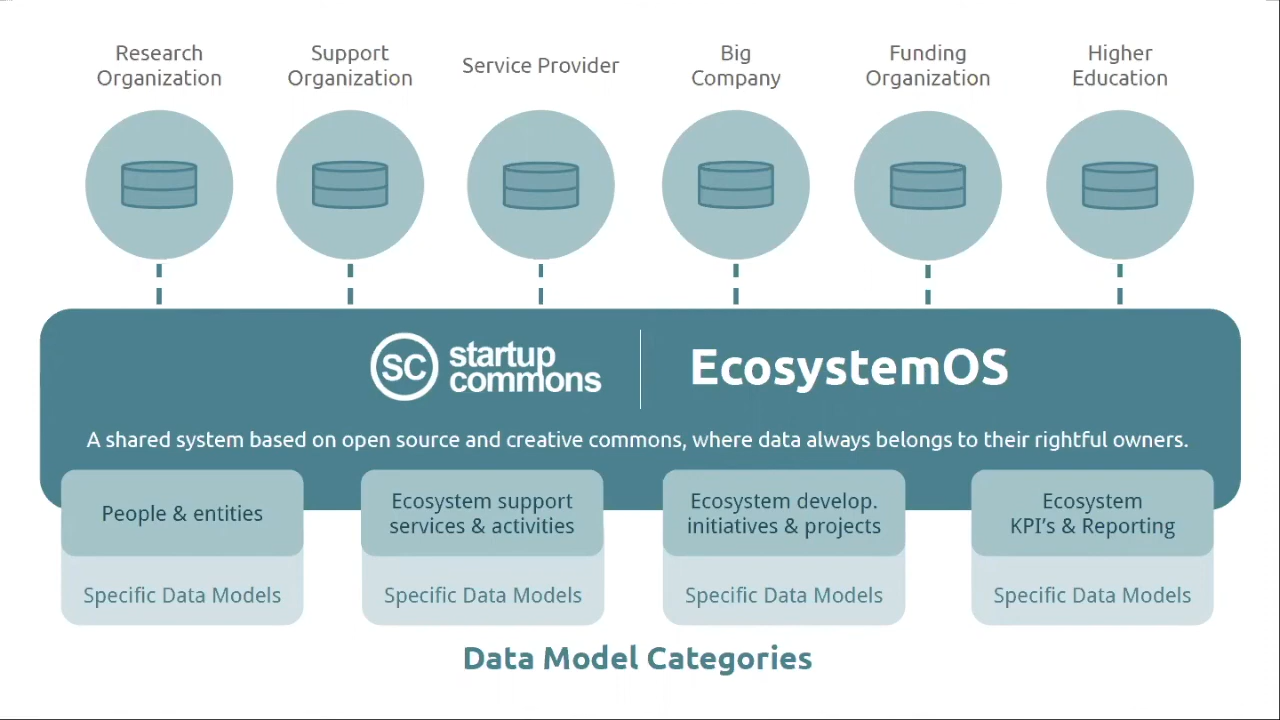 Research
Organization
Support
Organization
Service Provider
Big
Company
Funding
Organization
Higher
Education
SC
startup
commons
EcosystemOS
A shared system based on open source and creative commons, where data always belongs to their rightful owners.
People & entities
Ecosystem support
services & activities
Ecosystem develop.
initiatives & projects
Ecosystem
KPI's & Reporting
Specific Data Models
Specific Data Models
Specific Data Models
Specific Data Models
Data Model Categories